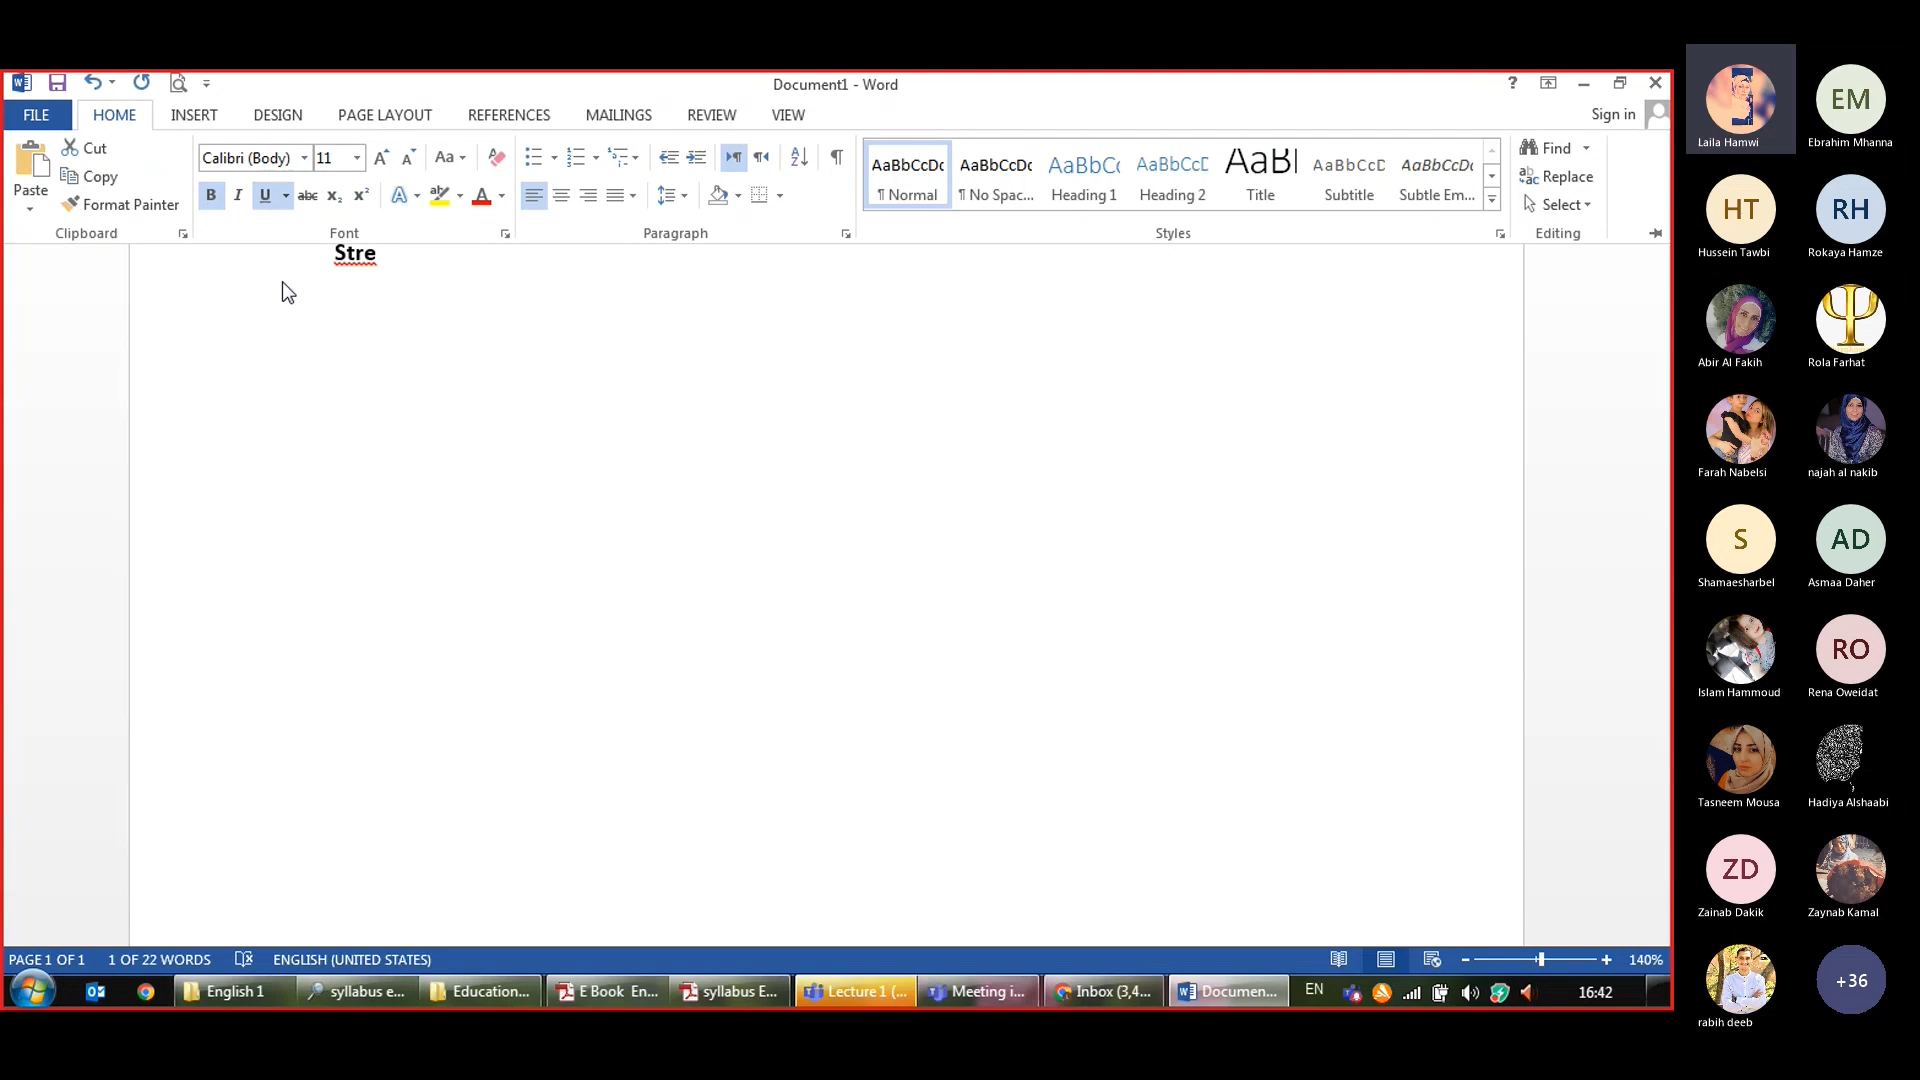 Document1 - Word
FILE HOME INSERT DESIGN PAGE LAYOUT REFERENCES MAILINGS REVIEW VIEW Sign in
Paste Cut Copy Format Painter
Calibri (Body) 11
AaBbCcDc AaBbCcDc AaBbC AaBbCcD AaBl AaBbCcD AaBbCcDc
¶ Normal ¶ No Spac... Heading 1 Heading 2 Title Subtitle Subtle Em...
Find Replace Select
Clipboard Font Paragraph Styles Editing
Stre
PAGE 1 OF 1 1 OF 22 WORDS ENGLISH (UNITED STATES) 140%
English 1 syllabus e... Education... E Book En... syllabus E... Lecture 1 (... Meeting i... Inbox (3,4... Documen... EN 16:42
Laila Hamwi
EM
Ebrahim Mhanna
HT
Hussein Tawbi
RH
Rokaya Hamze
Abir Al Fakih
Rola Farhat
Farah Nabelsi
najah al nakib
S
Shamaesharbel
AD
Asmaa Daher
Islam Hammoud
RO
Rena Oweidat
Tasneem Mousa
Hadiya Alshaabi
ZD
Zainab Dakik
Zaynab Kamal
rabih deeb
+36